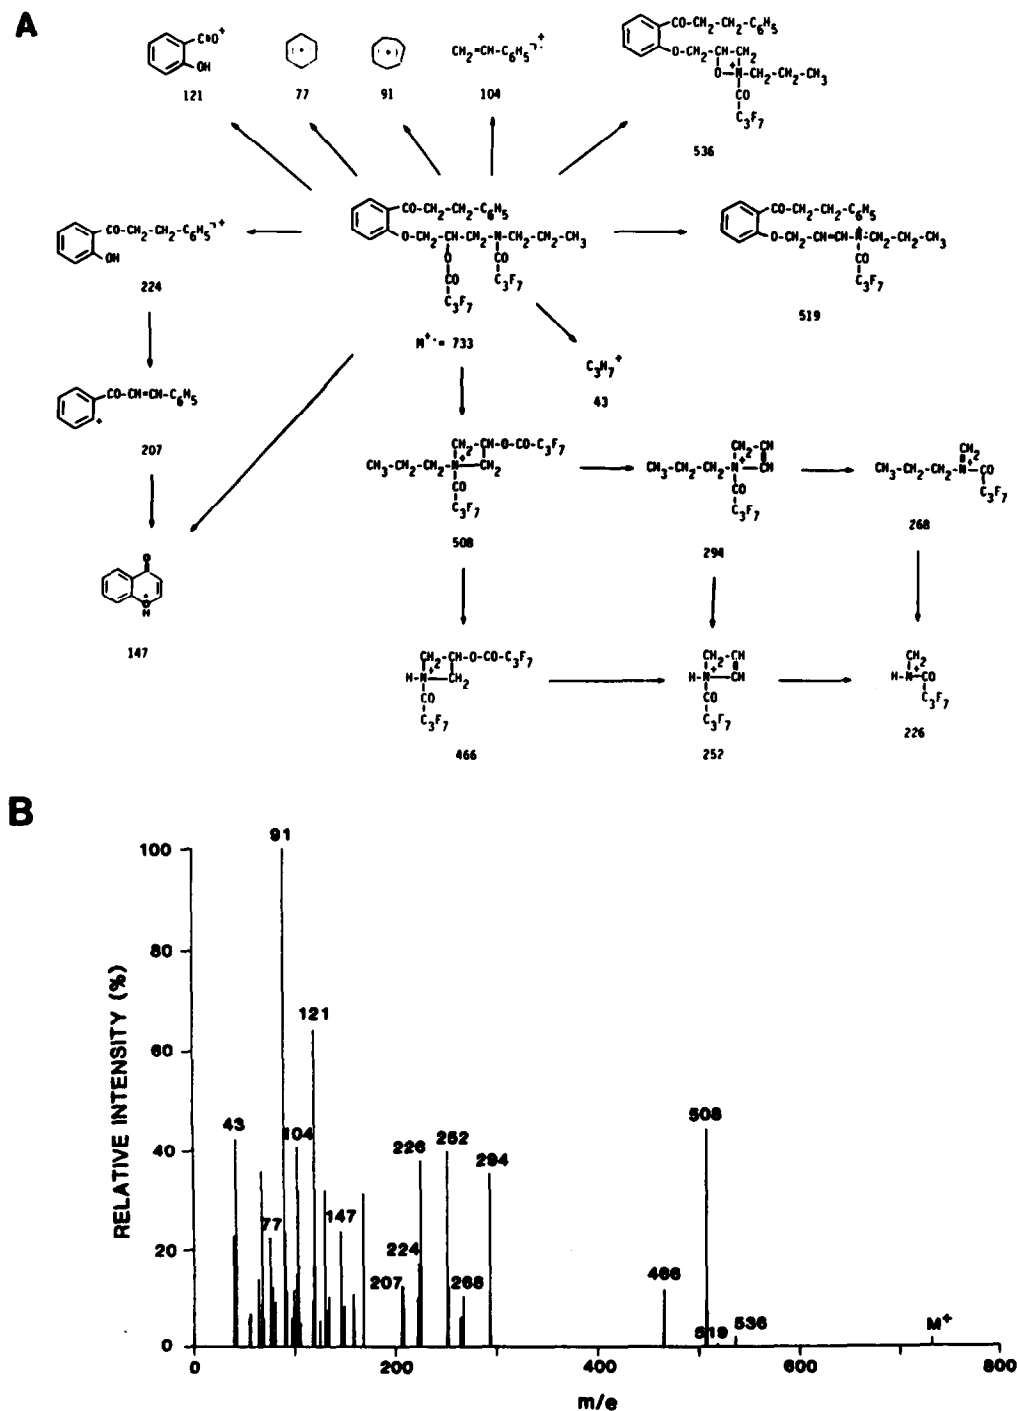 A
C≡O⁺
OH
121
77
91
CH₂=CH-C₆H₅⁺·
104
CO-CH₂-CH₂-C₆H₅
O-CH₂-CH-CH₂
O-N⁺-CH₂-CH₂-CH₃
CO
C₃F₇
536
CO-CH₂-CH₂-C₆H₅⁺
OH
224
CO-CH₂-CH₂-C₆H₅
O-CH₂-CH-CH₂-N-CH₂-CH₂-CH₃
O
CO
CO
C₃F₇
C₃F₇
M⁺· = 733
CO-CH₂-CH₂-C₆H₅
O-CH₂-CH=CH-N-CH₂-CH₂-CH₃
CO
C₃F₇
519
C₃H₇⁺
43
CO-CH=CH-C₆H₅
+
207
CH₂-CH-O-CO-C₃F₇
CH₃-CH₂-CH₂-N⁺-CH₂
CO
C₃F₇
508
CH₂-CH
CH₃-CH₂-CH₂-N⁺-CH
CO
C₃F₇
294
CH₂
CH₃-CH₂-CH₂-N⁺-CO
C₃F₇
268
O
O
H
147
CH₂-CH-O-CO-C₃F₇
H-N⁺-CH₂
CO
C₃F₇
466
CH₂-CH
H-N⁺-CH
CO
C₃F₇
252
CH₂
H-N⁺-CO
C₃F₇
226
B
RELATIVE INTENSITY (%)
100
80
60
40
20
0
91
121
43
104
77
147
207
224
226
252
268
294
466
508
519
536
M⁺
0
200
400
600
800
m/e